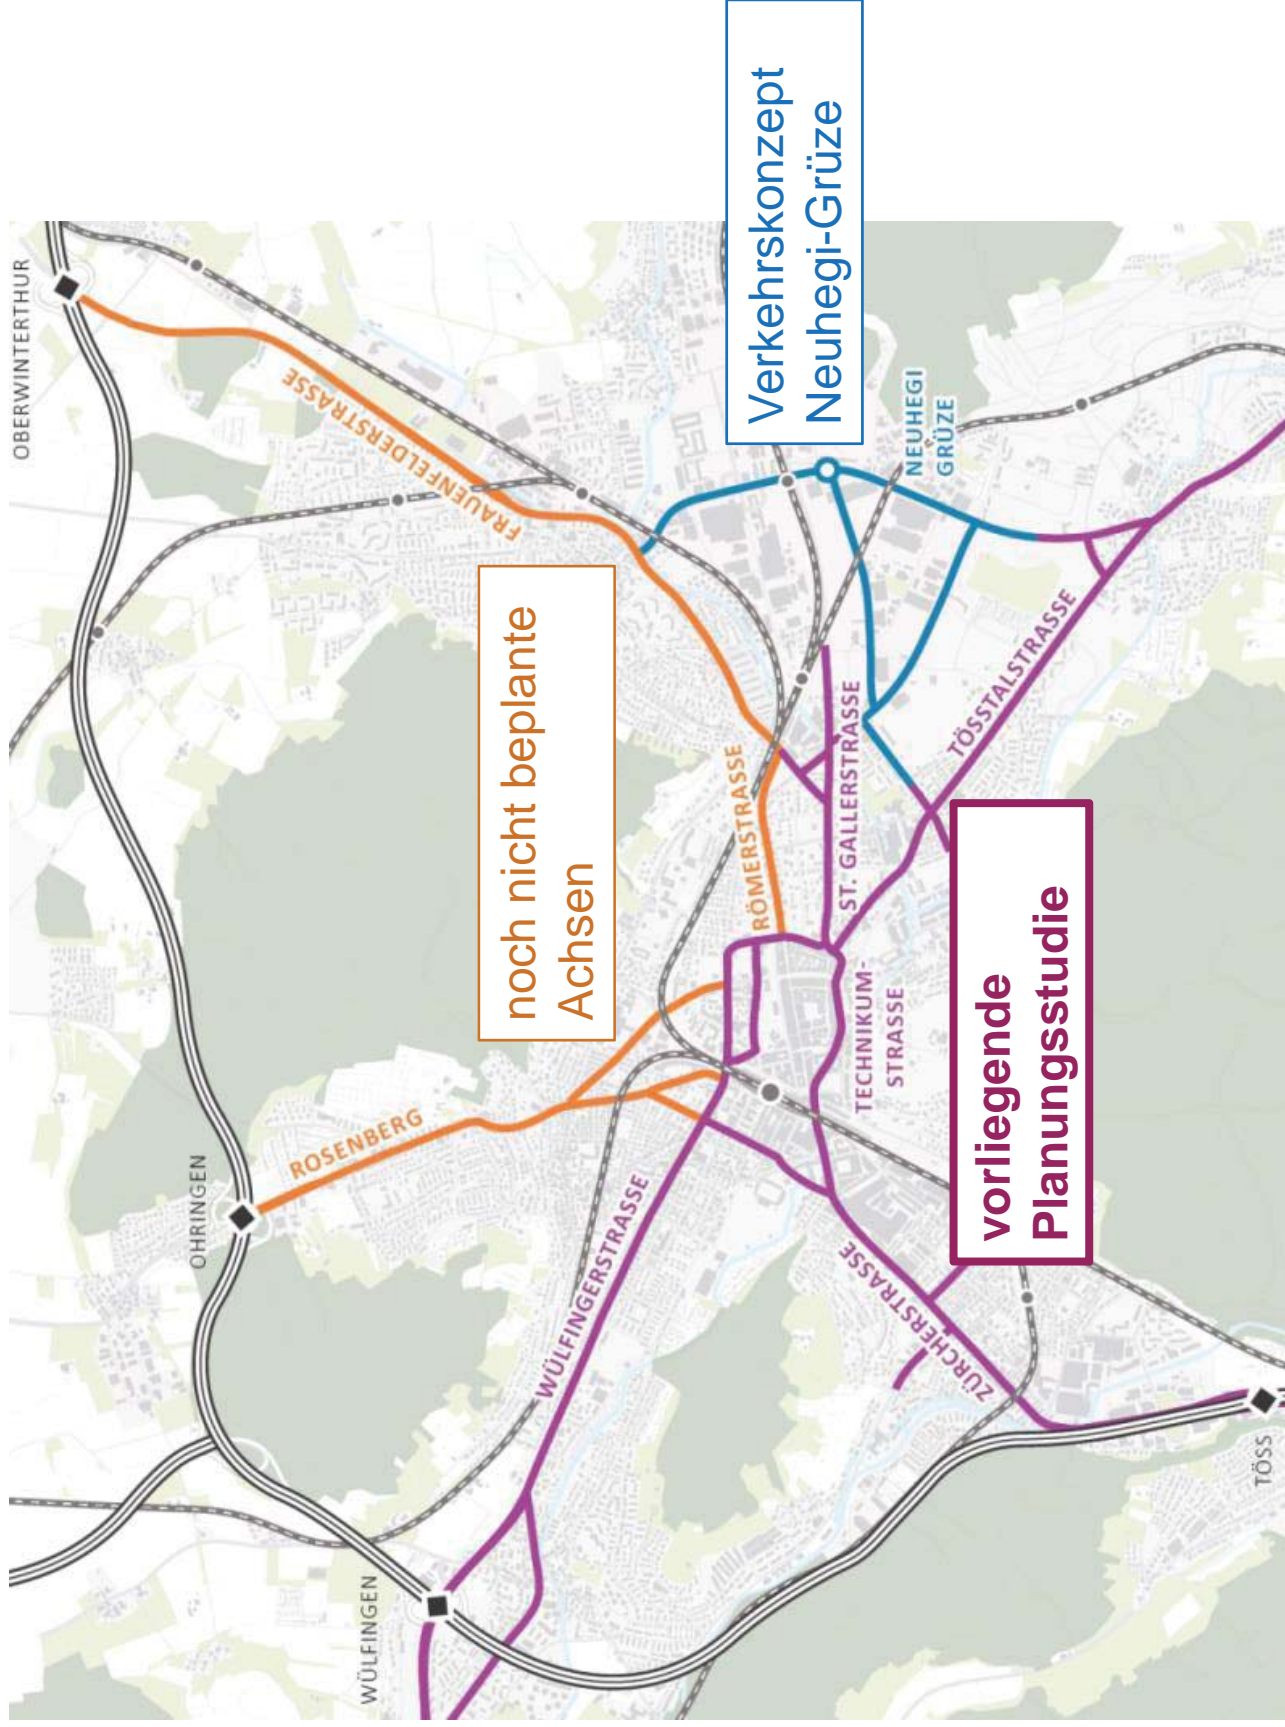 OBERWINTERTHUR
OHRINGEN
WÜLFINGEN
TÖSS
FRAUENFELDERSTRASSE
ROSENBERG
RÖMERSTRASSE
noch nicht beplante
Achsen
Verkehrskonzept
Neuhegi-Grüze
NEUHEGI
GRÜZE
WÜLFINGERSTRASSE
ST. GALLERSTRASSE
TECHNIKUM-
STRASSE
TÖSSTALSTRASSE
ZÜRCHERSTRASSE
vorliegende
Planungsstudie